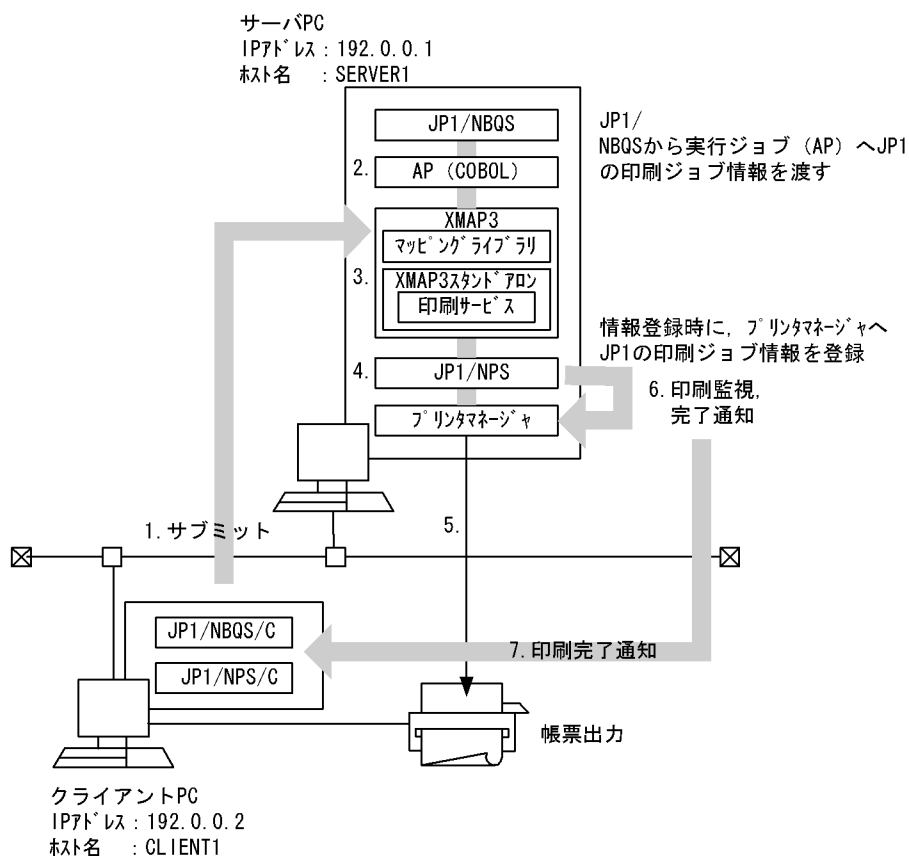 サーバPC
IPｱﾄﾞﾚｽ：192.0.0.1
ﾎｽﾄ名　：SERVER1
JP1/NBQS
JP1/
NBQSから実行ジョブ（AP）へJP1
の印刷ジョブ情報を渡す
2. AP（COBOL）
XMAP3
ﾏｯﾋﾟﾝｸﾞﾗｲﾌﾞﾗﾘ
3. XMAP3ｽﾀﾝﾄﾞｱﾛﾝ
印刷ｻｰﾋﾞｽ
情報登録時に，ﾌﾟﾘﾝﾀﾏﾈｰｼﾞｬへ
JP1の印刷ジョブ情報を登録
4. JP1/NPS
6. 印刷監視，
完了通知
ﾌﾟﾘﾝﾀﾏﾈｰｼﾞｬ
1. サブミット
5.
JP1/NBQS/C
7. 印刷完了通知
JP1/NPS/C
帳票出力
クライアントPC
IPｱﾄﾞﾚｽ：192.0.0.2
ﾎｽﾄ名　：CLIENT1